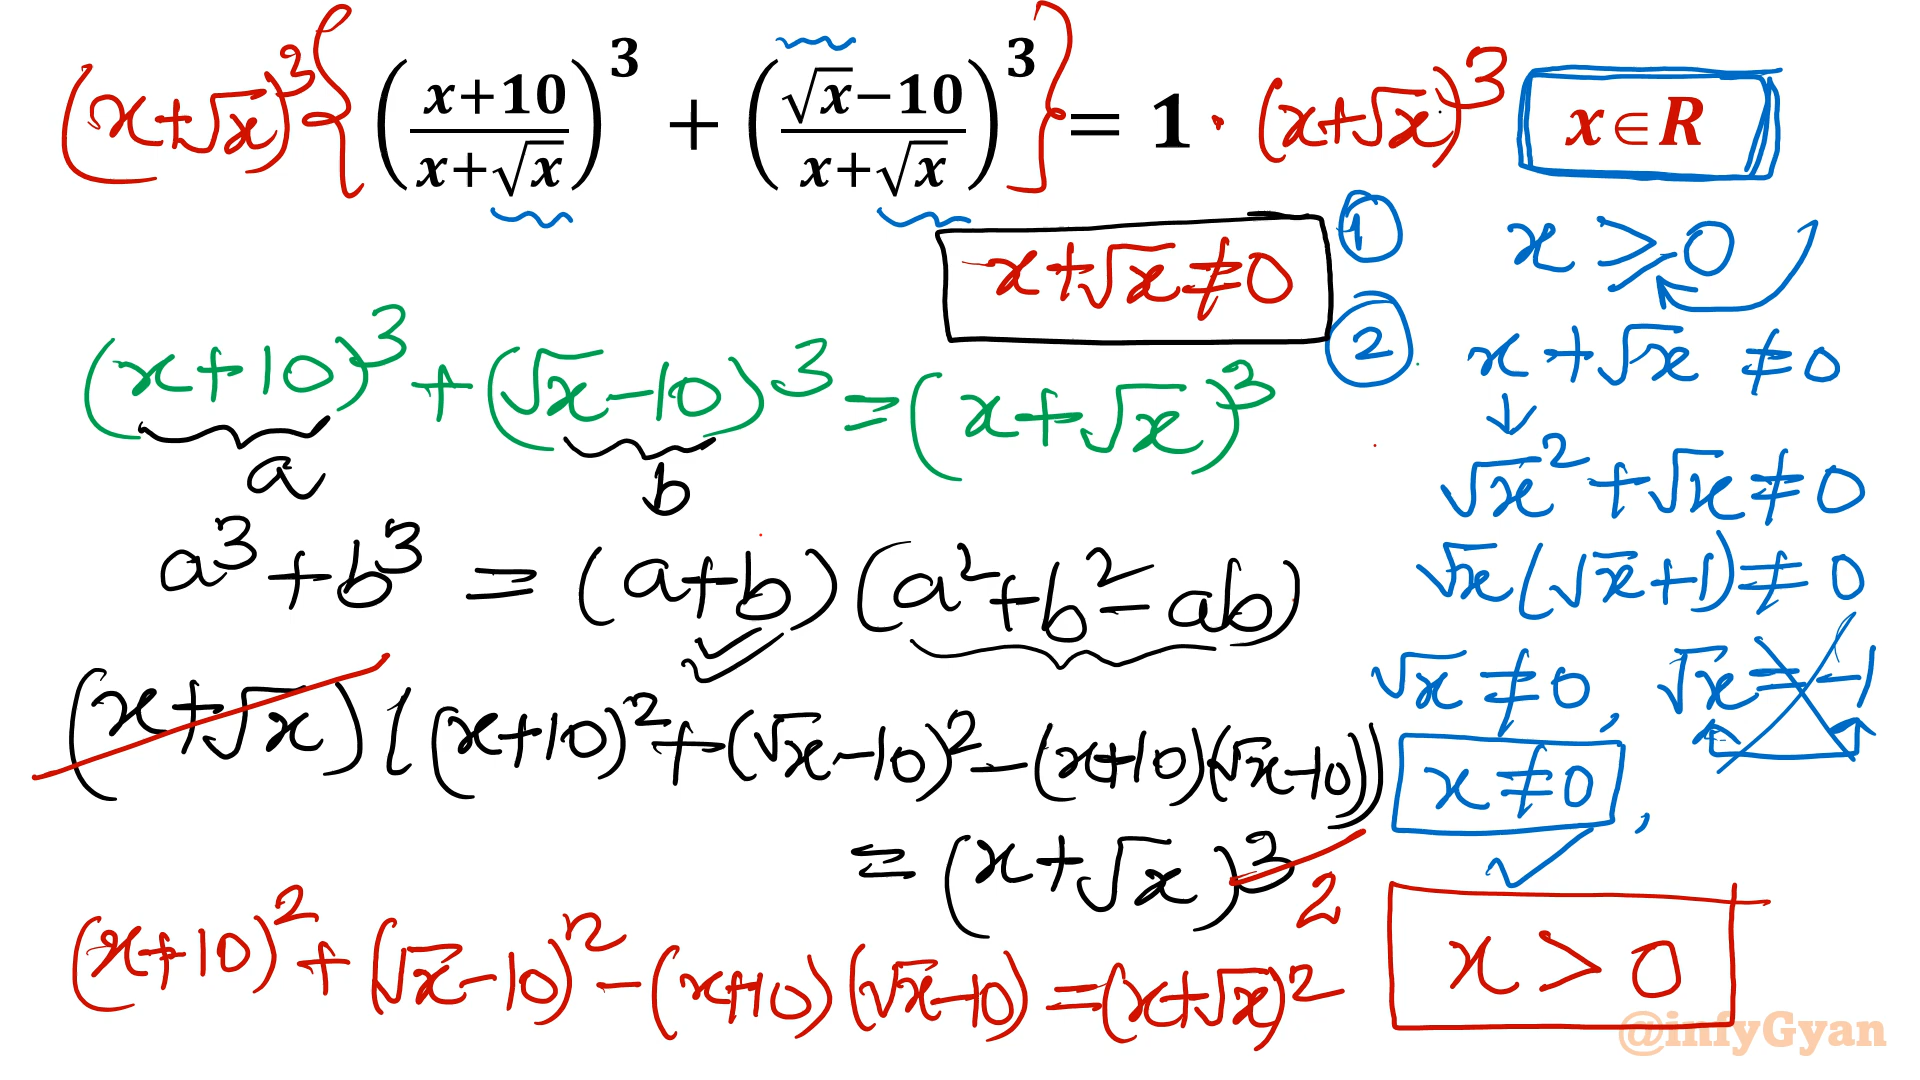 (x+√x)³ { ((x+10)/(x+√x))³ + ((√x−10)/(x+√x))³ } = 1 · (x+√x)³
x∈R
x+√x≠0
① x ⩾ 0
② x+√x ≠ 0
(x+10)³ + (√x−10)³ = (x+√x)³
a b
√x²+√x≠0
a³+b³ = (a+b)(a²+b²−ab)
√x(√x+1)≠0
√x≠0, √x=−1
(x+√x)[(x+10)²+(√x−10)²−(x+10)(√x−10)]
x≠0,
=(x+√x)³ 2
(x+10)²+(√x−10)²−(x+10)(√x−10)=(x+√x)²
x>0
@infyGyan